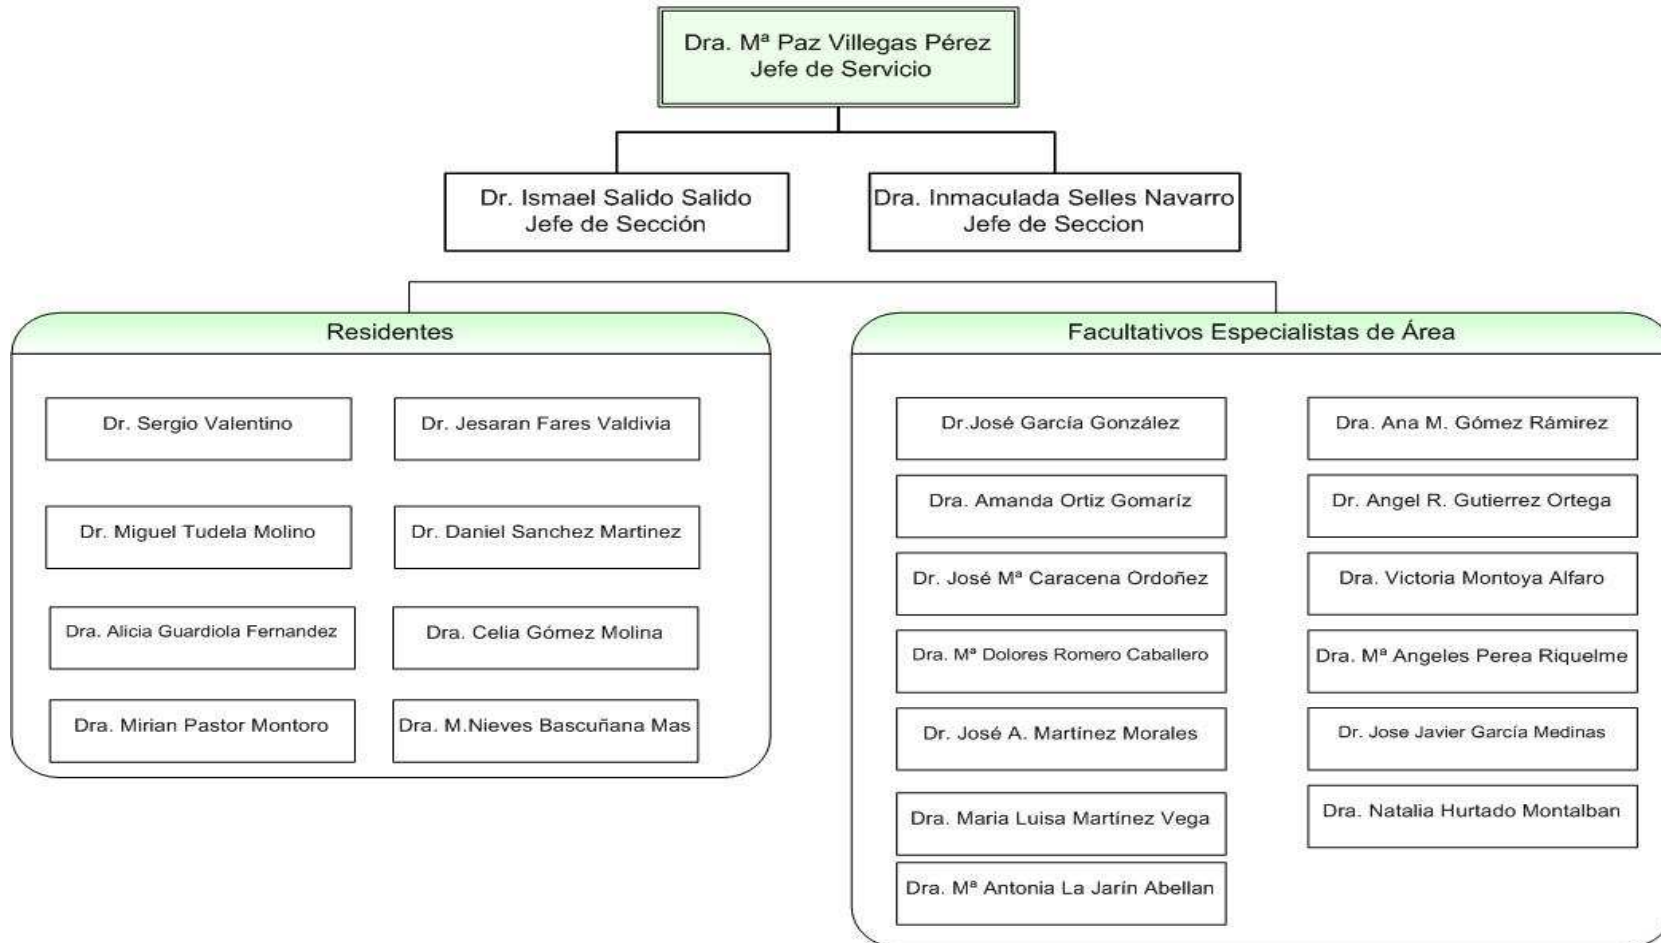 Dra. Mª Paz Villegas Pérez
Jefe de Servicio
Dr. Ismael Salido Salido
Jefe de Sección
Dra. Inmaculada Selles Navarro
Jefe de Seccion
Residentes
Dr. Sergio Valentino
Dr. Jesaran Fares Valdivia
Dr. Miguel Tudela Molino
Dr. Daniel Sanchez Martinez
Dra. Alicia Guardiola Fernandez
Dra. Celia Gómez Molina
Dra. Mirian Pastor Montoro
Dra. M.Nieves Bascuñana Mas
Facultativos Especialistas de Área
Dr.José García González
Dra. Ana M. Gómez Rámirez
Dra. Amanda Ortiz Gomaríz
Dr. Angel R. Gutierrez Ortega
Dr. José Mª Caracena Ordoñez
Dra. Victoria Montoya Alfaro
Dra. Mª Dolores Romero Caballero
Dra. Mª Angeles Perea Riquelme
Dr. José A. Martínez Morales
Dr. Jose Javier García Medinas
Dra. Maria Luisa Martínez Vega
Dra. Natalia Hurtado Montalban
Dra. Mª Antonia La Jarín Abellan